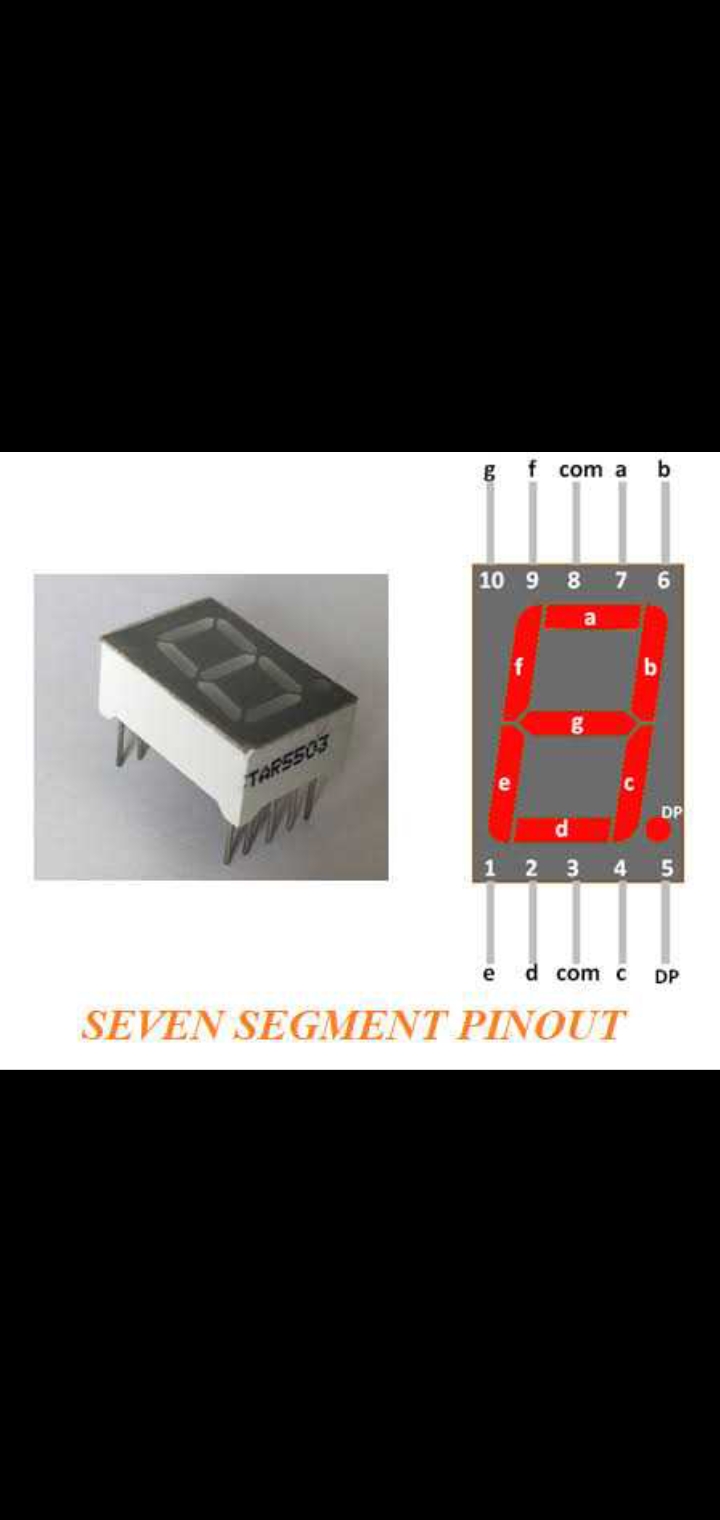 g f com a b
10 9 8 7 6
a
f b
g
e c
d
DP
1 2 3 4 5
e d com c DP
TAR5503
SEVEN SEGMENT PINOUT